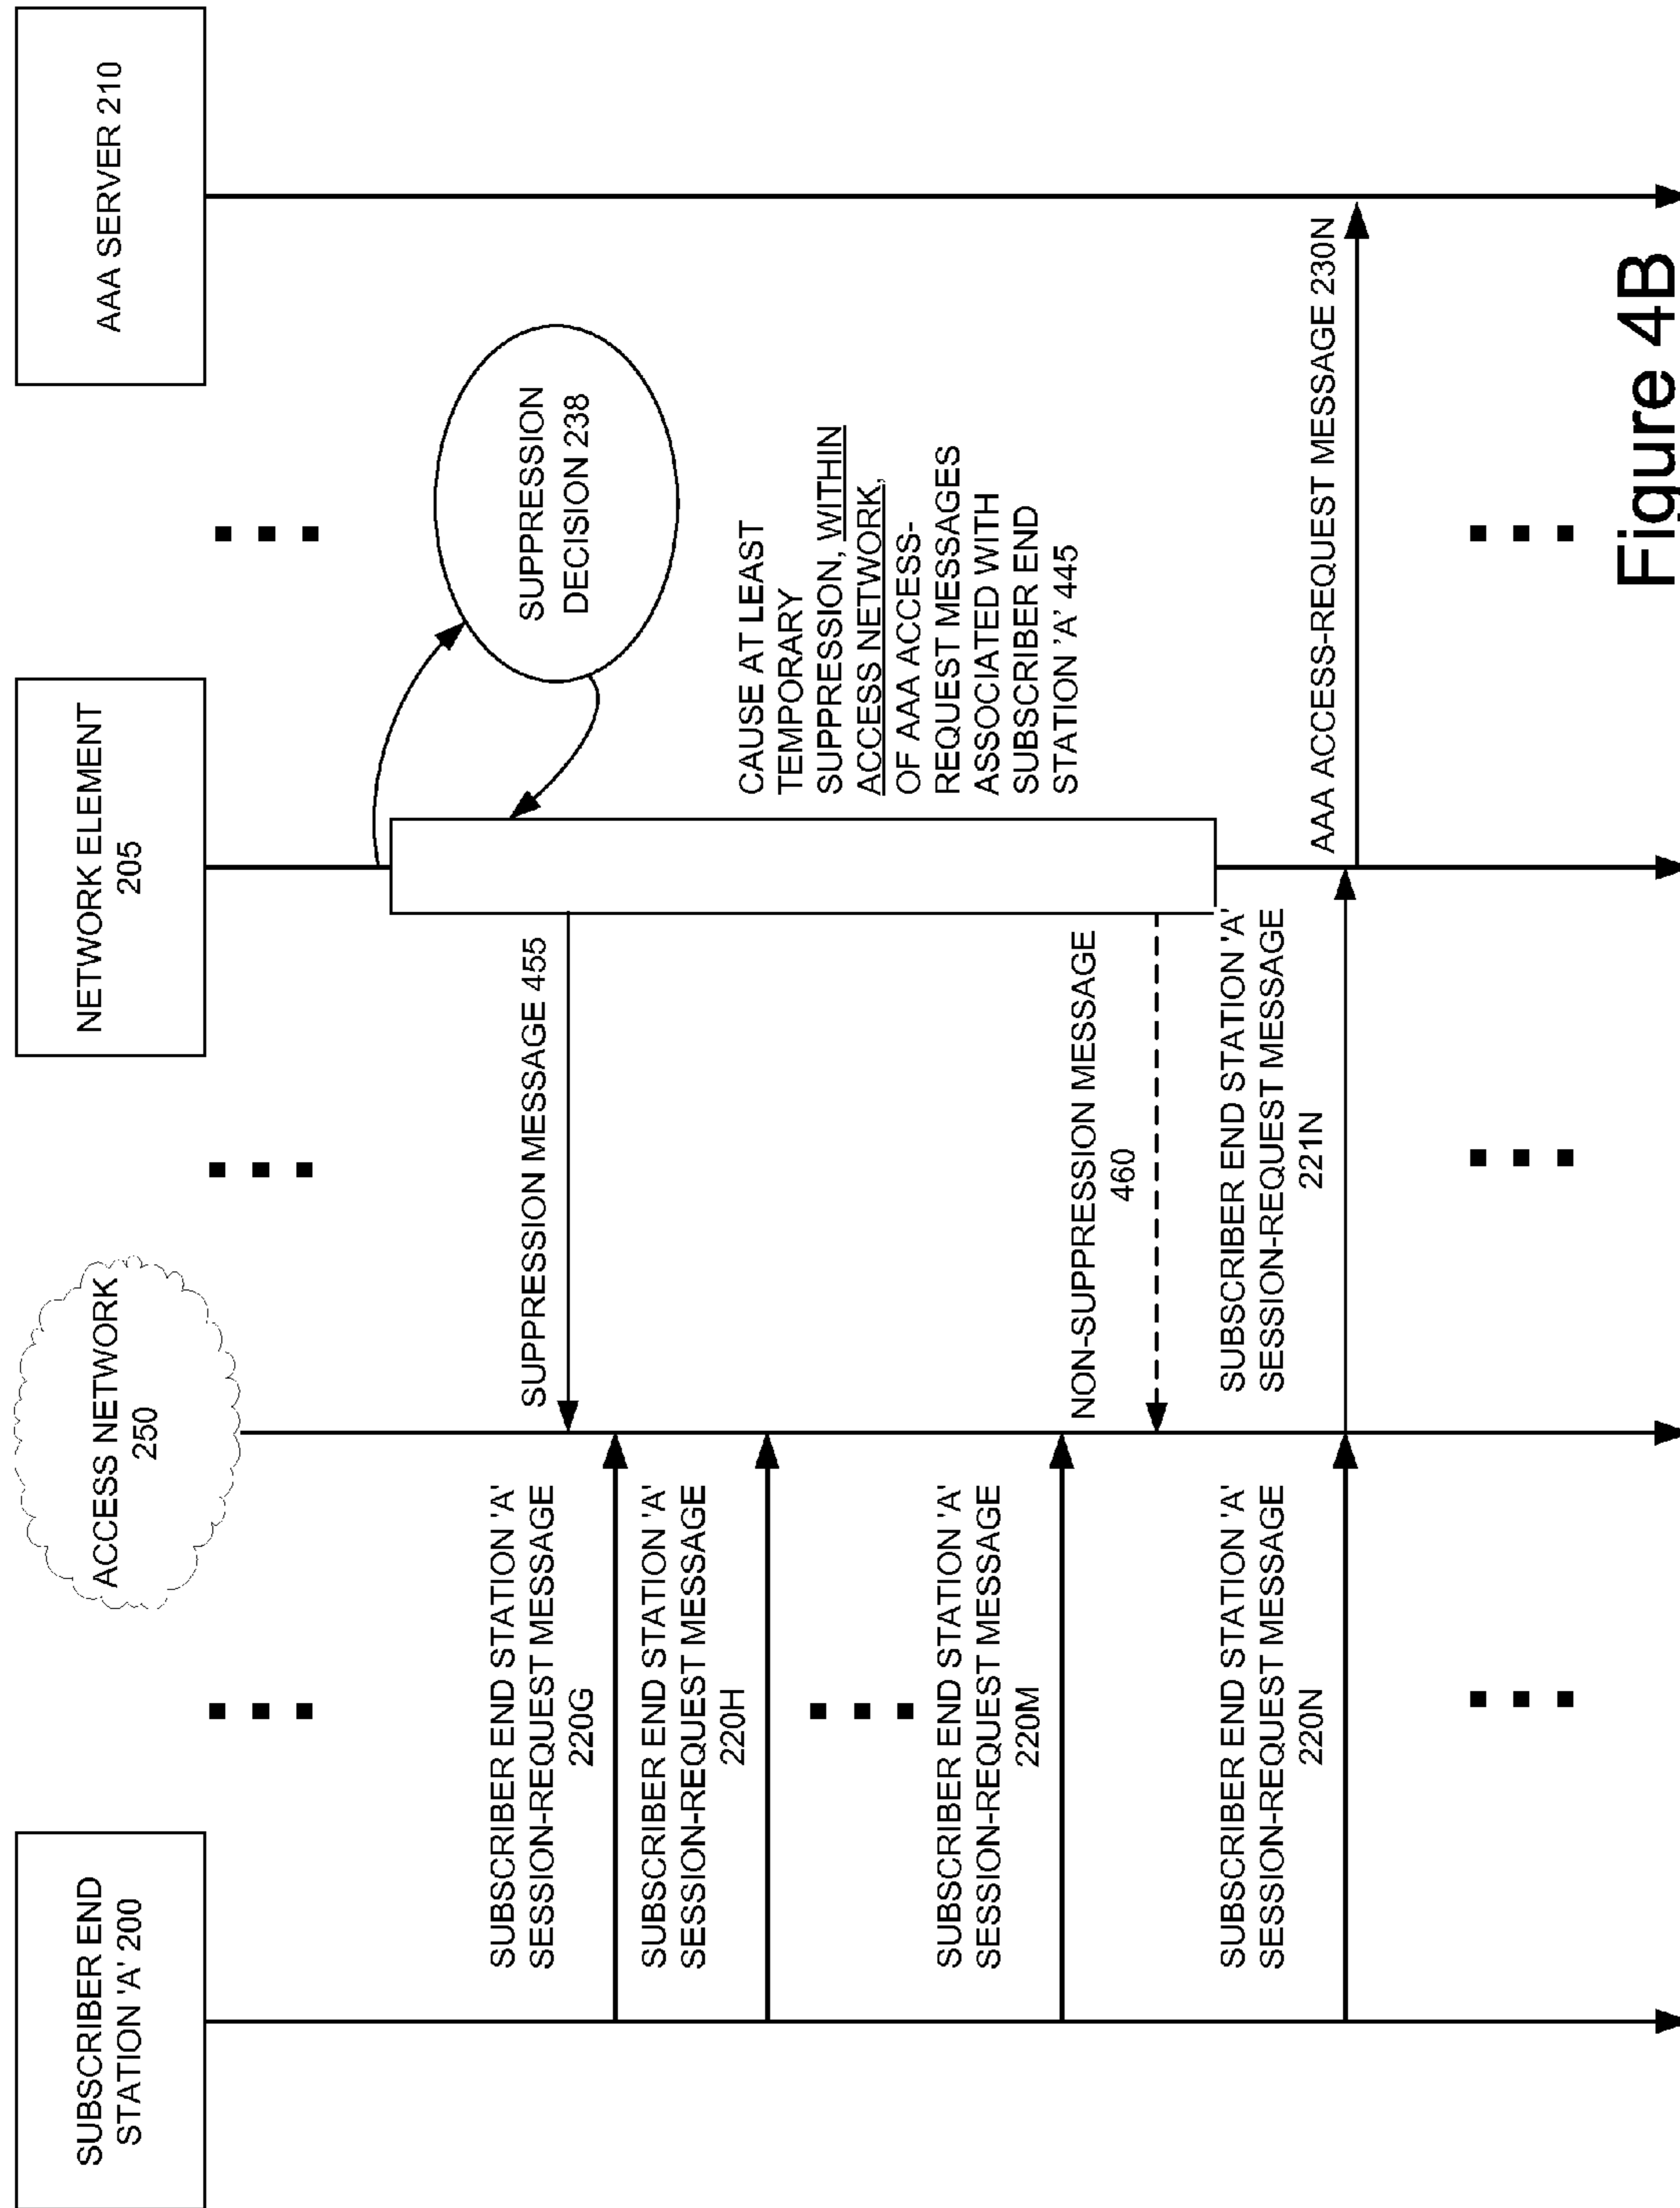 SUBSCRIBER END
STATION 'A' 200
ACCESS NETWORK
250
NETWORK ELEMENT
205
AAA SERVER 210
SUPPRESSION
DECISION 238
SUPPRESSION MESSAGE 455
SUBSCRIBER END STATION 'A'
SESSION-REQUEST MESSAGE
220G
SUBSCRIBER END STATION 'A'
SESSION-REQUEST MESSAGE
220H
CAUSE AT LEAST
TEMPORARY
SUPPRESSION, WITHIN
ACCESS NETWORK,
OF AAA ACCESS-
REQUEST MESSAGES
ASSOCIATED WITH
SUBSCRIBER END
STATION 'A' 445
SUBSCRIBER END STATION 'A'
SESSION-REQUEST MESSAGE
220M
NON-SUPPRESSION MESSAGE
460
SUBSCRIBER END STATION 'A'
SESSION-REQUEST MESSAGE
220N
SUBSCRIBER END STATION 'A'
SESSION-REQUEST MESSAGE
221N
AAA ACCESS-REQUEST MESSAGE 230N
Figure 4B